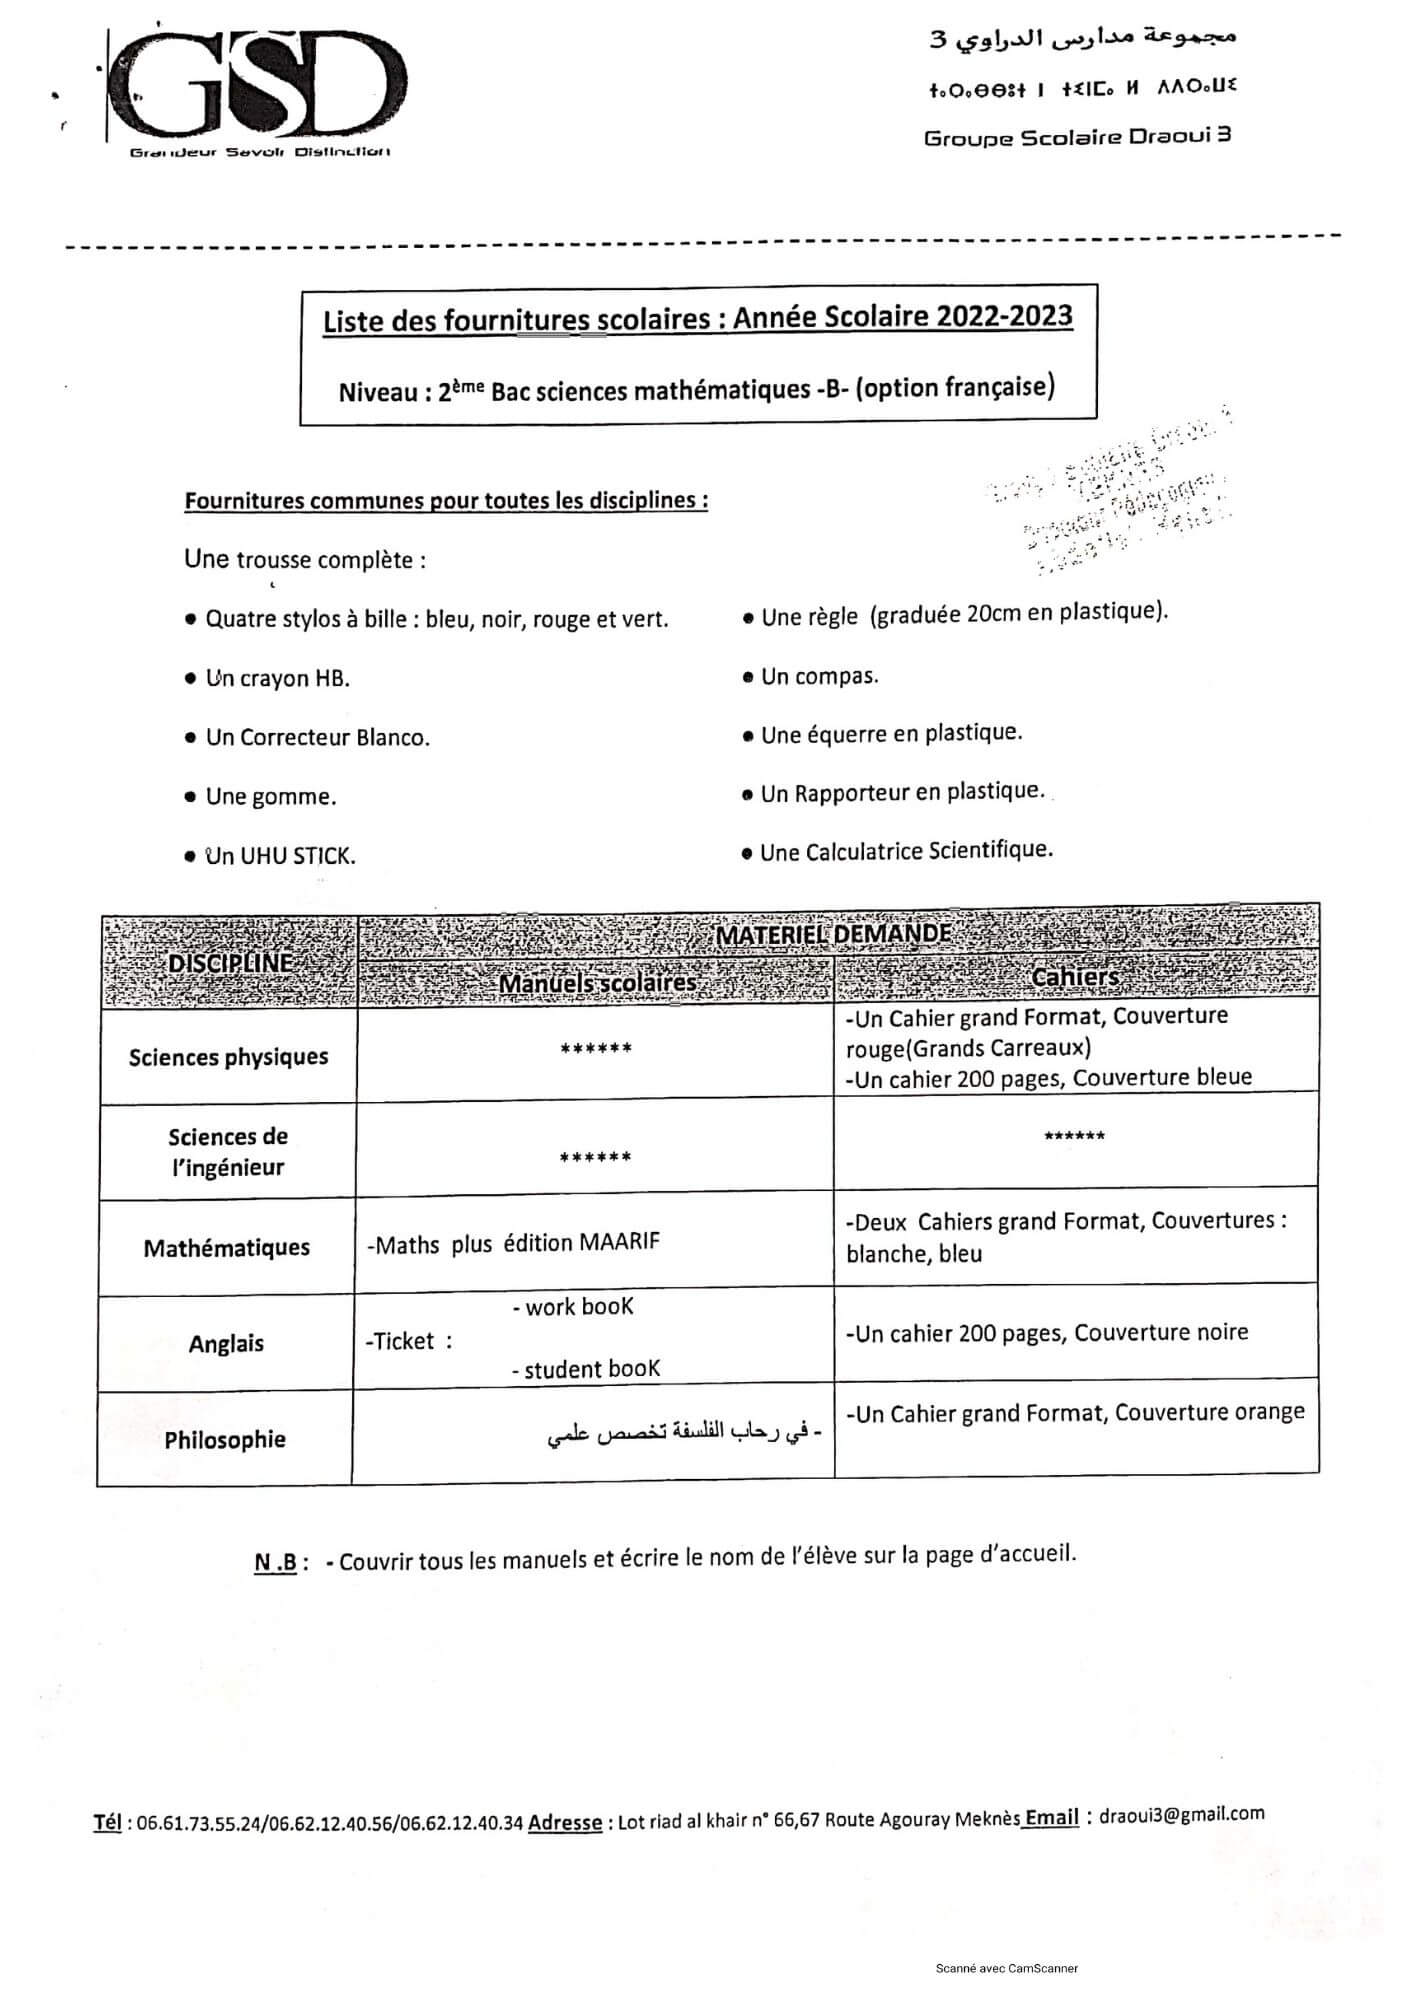 GSD
Grandeur Savoir Distinction
مجموعة مدارس الدراوي 3
ⵜⴰⵔⴰⴱⴱⵓⵜ ⵏ ⵜⵉⵏⵎⴰ ⵍ ⴷⴷⵔⴰⵡⵉ
Groupe Scolaire Draoui 3
Liste des fournitures scolaires : Année Scolaire 2022-2023
Niveau : 2ème Bac sciences mathématiques -B- (option française)
Fournitures communes pour toutes les disciplines :
Une trousse complète :
• Quatre stylos à bille : bleu, noir, rouge et vert.
• Un crayon HB.
• Un Correcteur Blanco.
• Une gomme.
• Un UHU STICK.
• Une règle (graduée 20cm en plastique).
• Un compas.
• Une équerre en plastique.
• Un Rapporteur en plastique.
• Une Calculatrice Scientifique.
DISCIPLINE
MATERIEL DEMANDE
Manuels scolaires
Cahiers
Sciences physiques
******
-Un Cahier grand Format, Couverture
rouge(Grands Carreaux)
-Un cahier 200 pages, Couverture bleue
Sciences de
l'ingénieur
******
******
Mathématiques
-Maths plus édition MAARIF
-Deux Cahiers grand Format, Couvertures :
blanche, bleu
Anglais
- work booK
-Ticket :
- student booK
-Un cahier 200 pages, Couverture noire
Philosophie
- في رحاب الفلسفة تخصص علمي
-Un Cahier grand Format, Couverture orange
N .B : - Couvrir tous les manuels et écrire le nom de l'élève sur la page d'accueil.
Tél : 06.61.73.55.24/06.62.12.40.56/06.62.12.40.34 Adresse : Lot riad al khair n° 66,67 Route Agouray Meknès Email : draoui3@gmail.com
Scanné avec CamScanner